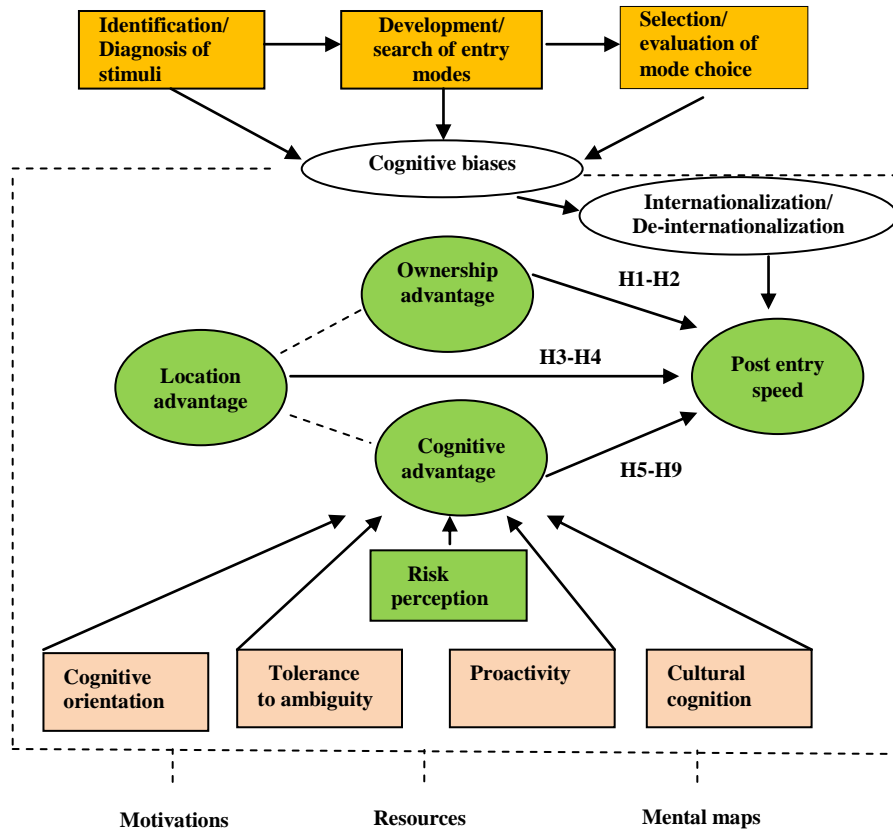 Identification/
Diagnosis of
stimuli
Development/
search of entry
modes
Selection/
evaluation of
mode choice
Cognitive biases
Internationalization/
De-internationalization
Ownership
advantage
H1-H2
Location
advantage
H3-H4
Post entry
speed
Cognitive
advantage
H5-H9
Risk
perception
Cognitive
orientation
Tolerance
to ambiguity
Proactivity
Cultural
cognition
Motivations
Resources
Mental maps